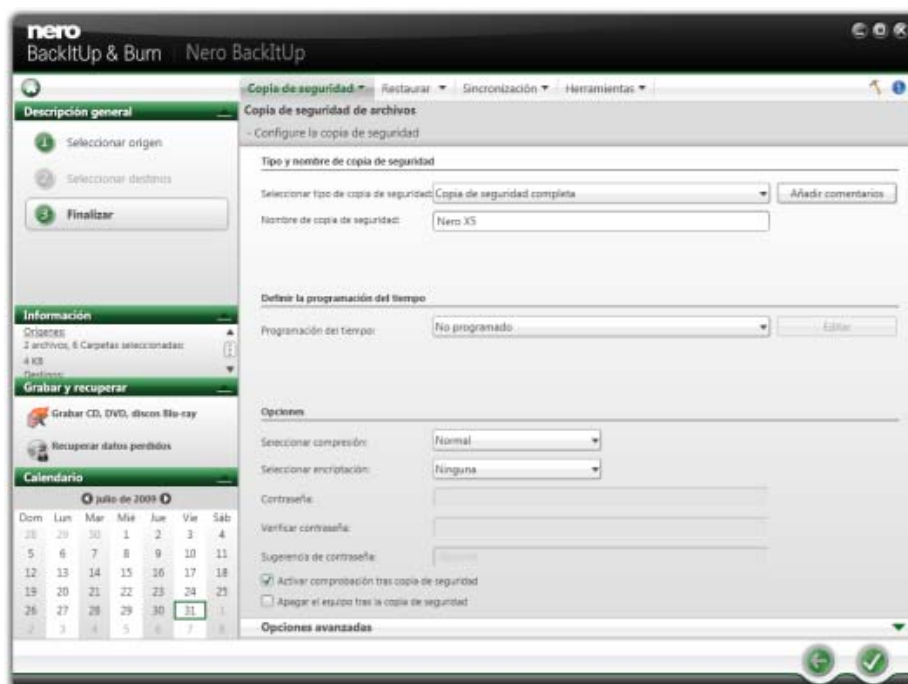 nero
BackItUp & Burn | Nero BackItUp
Copia de seguridad Restaurar Sincronización Herramientas
Descripción general
1 Seleccionar origen
2 Seleccionar destinos
3 Finalizar
Copia de seguridad de archivos
- Configure la copia de seguridad
Tipo y nombre de copia de seguridad
Seleccionar tipo de copia de seguridad: Copia de seguridad completa Añadir comentarios
Nombre de copia de seguridad: Nero XS
Definir la programación del tiempo
Programación del tiempo: No programado Editar
Información
Orígenes:
2 archivos, 6 Carpetas seleccionadas:
4 KB
Destinos:
Grabar y recuperar
Grabar CD, DVD, discos Blu-ray
Recuperar datos perdidos
Opciones
Seleccionar compresión: Normal
Seleccionar encriptación: Ninguna
Contraseña:
Verificar contraseña:
Sugerencia de contraseña:
Activar comprobación tras copia de seguridad
Apagar el equipo tras la copia de seguridad
Opciones avanzadas
Calendario
julio de 2009
Dom Lun Mar Mié Jue Vie Sáb
28 29 30 1 2 3 4
5 6 7 8 9 10 11
12 13 14 15 16 17 18
19 20 21 22 23 24 25
26 27 28 29 30 31 1
2 3 4 5 6 7 8